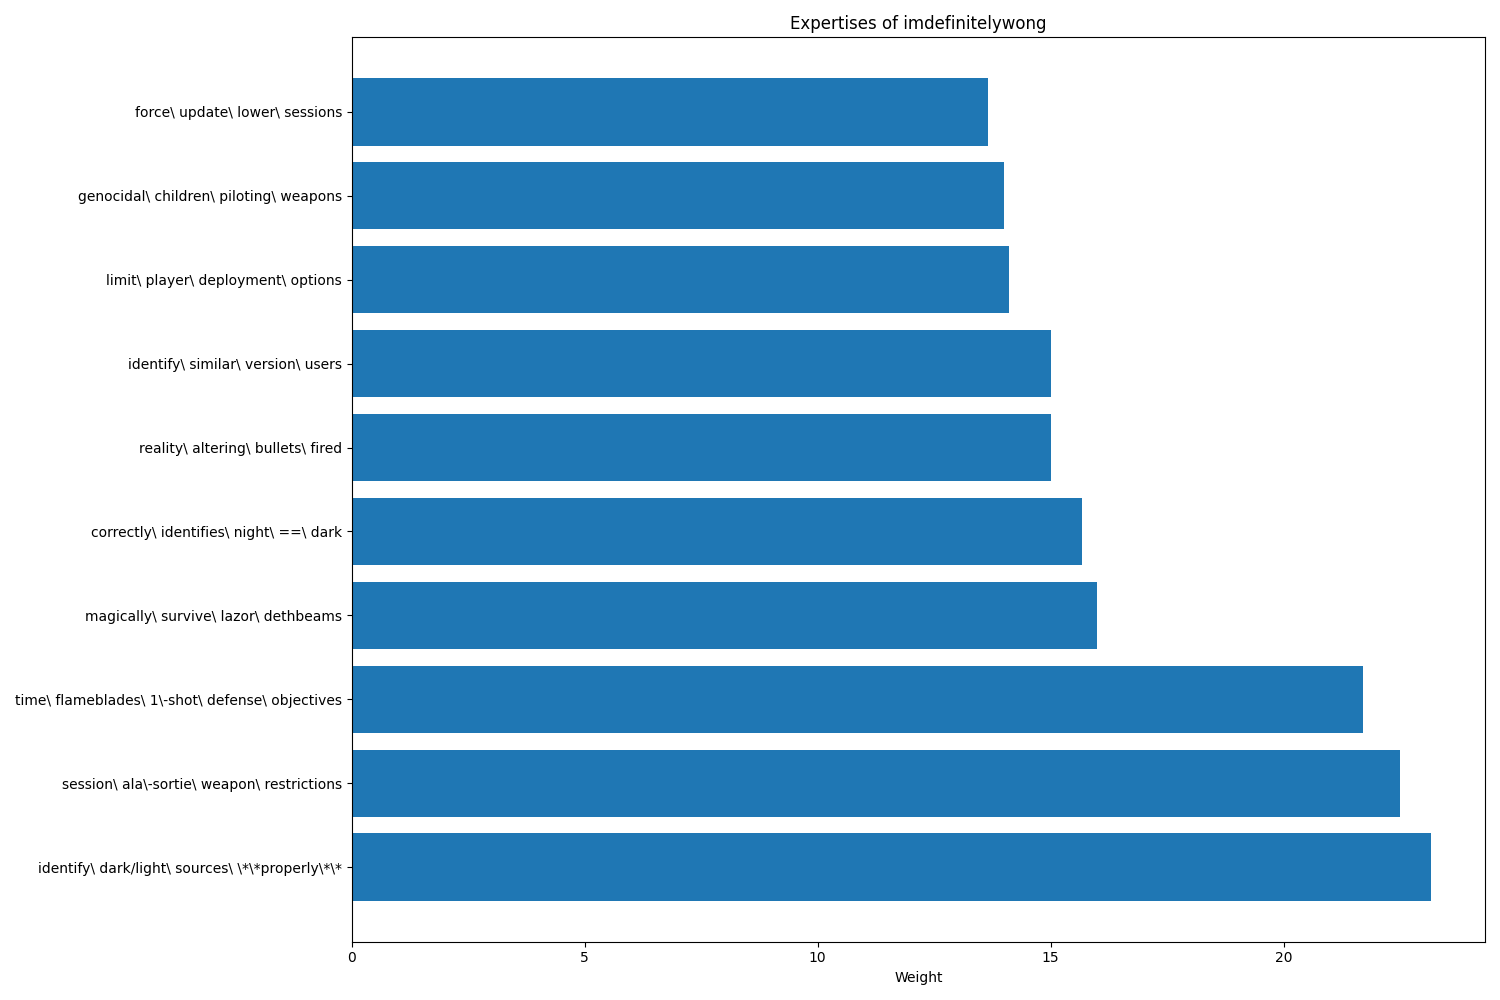 Expertises of imdefinitelywong
force\ update\ lower\ sessions
genocidal\ children\ piloting\ weapons
limit\ player\ deployment\ options
identify\ similar\ version\ users
reality\ altering\ bullets\ fired
correctly\ identifies\ night\ ==\ dark
magically\ survive\ lazor\ dethbeams
time\ flameblades\ 1\-shot\ defense\ objectives
session\ ala\-sortie\ weapon\ restrictions
identify\ dark/light\ sources\ \*\*properly\*\*
0 5 10 15 20
Weight